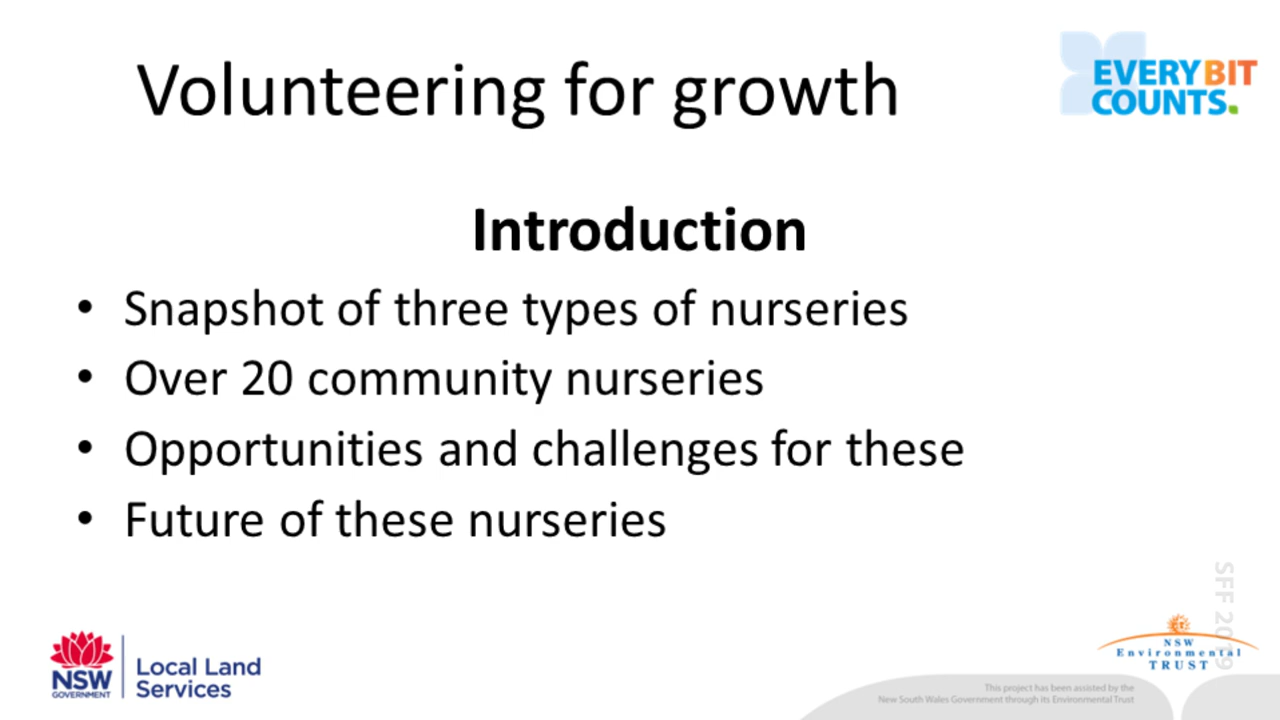 Volunteering for growth
EVERY BIT
COUNTS.
Introduction
• Snapshot of three types of nurseries
• Over 20 community nurseries
• Opportunities and challenges for these
• Future of these nurseries
SFF 2019
NSW
GOVERNMENT
Local Land
Services
NSW
Environmental
TRUST
This project has been assisted by the
New South Wales Government through its Environmental Trust